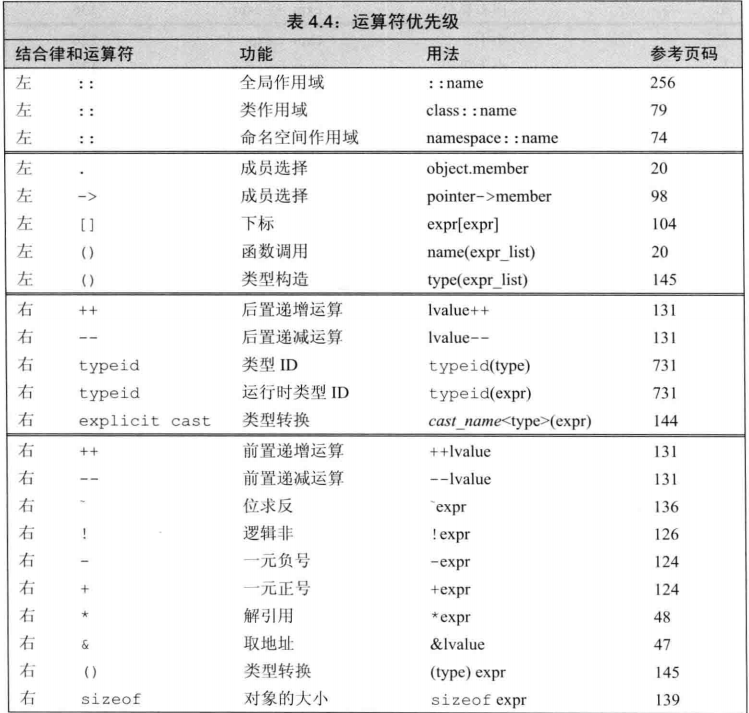 表 4.4：运算符优先级
结合律和运算符 功能 用法 参考页码
左 :: 全局作用域 ::name 256
左 :: 类作用域 class::name 79
左 :: 命名空间作用域 namespace::name 74
左 . 成员选择 object.member 20
左 -> 成员选择 pointer->member 98
左 [] 下标 expr[expr] 104
左 () 函数调用 name(expr_list) 20
左 () 类型构造 type(expr_list) 145
右 ++ 后置递增运算 lvalue++ 131
右 -- 后置递减运算 lvalue-- 131
右 typeid 类型 ID typeid(type) 731
右 typeid 运行时类型 ID typeid(expr) 731
右 explicit cast 类型转换 cast_name<type>(expr) 144
右 ++ 前置递增运算 ++lvalue 131
右 -- 前置递减运算 --lvalue 131
右 ~ 位求反 ~expr 136
右 ! 逻辑非 !expr 126
右 - 一元负号 -expr 124
右 + 一元正号 +expr 124
右 * 解引用 *expr 48
右 & 取地址 &lvalue 47
右 () 类型转换 (type) expr 145
右 sizeof 对象的大小 sizeof expr 139